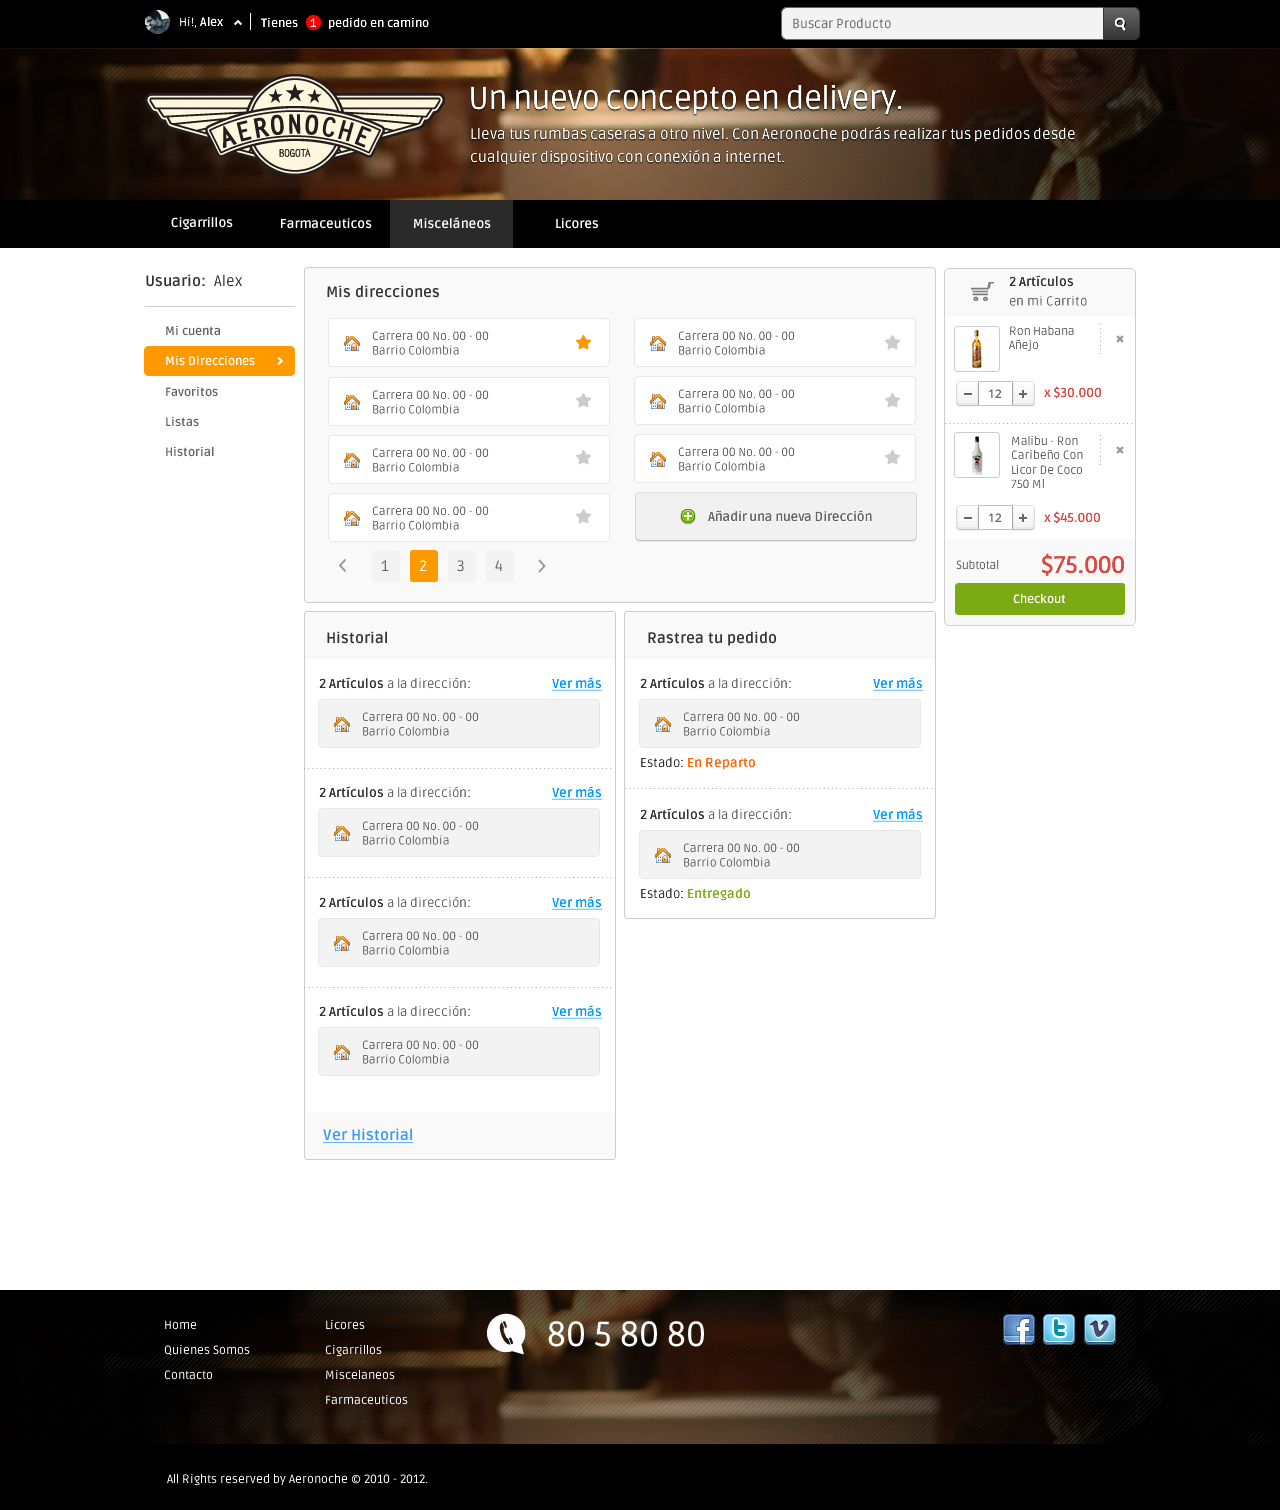 Hi!, Alex
Tienes 1 pedido en camino
Buscar Producto
AERONOCHE
BOGOTA
Un nuevo concepto en delivery.
Lleva tus rumbas caseras a otro nivel. Con Aeronoche podrás realizar tus pedidos desde
cualquier dispositivo con conexión a internet.
Cigarrillos
Farmaceuticos
Misceláneos
Licores
Usuario: Alex
Mi cuenta
Mis Direcciones
Favoritos
Listas
Historial
Mis direcciones
Carrera 00 No. 00 - 00
Barrio Colombia
Carrera 00 No. 00 - 00
Barrio Colombia
Carrera 00 No. 00 - 00
Barrio Colombia
Carrera 00 No. 00 - 00
Barrio Colombia
Carrera 00 No. 00 - 00
Barrio Colombia
Carrera 00 No. 00 - 00
Barrio Colombia
Carrera 00 No. 00 - 00
Barrio Colombia
Añadir una nueva Dirección
1 2 3 4
2 Artículos
en mi Carrito
Ron Habana
Añejo
12
x $30.000
Malibu - Ron
Caribeño Con
Licor De Coco
750 Ml
12
x $45.000
Subtotal $75.000
Checkout
Historial
2 Artículos a la dirección: Ver más
Carrera 00 No. 00 - 00
Barrio Colombia
2 Artículos a la dirección: Ver más
Carrera 00 No. 00 - 00
Barrio Colombia
2 Artículos a la dirección: Ver más
Carrera 00 No. 00 - 00
Barrio Colombia
2 Artículos a la dirección: Ver más
Carrera 00 No. 00 - 00
Barrio Colombia
Ver Historial
Rastrea tu pedido
2 Artículos a la dirección: Ver más
Carrera 00 No. 00 - 00
Barrio Colombia
Estado: En Reparto
2 Artículos a la dirección: Ver más
Carrera 00 No. 00 - 00
Barrio Colombia
Estado: Entregado
Home
Quienes Somos
Contacto
Licores
Cigarrillos
Miscelaneos
Farmaceuticos
80 5 80 80
All Rights reserved by Aeronoche © 2010 - 2012.